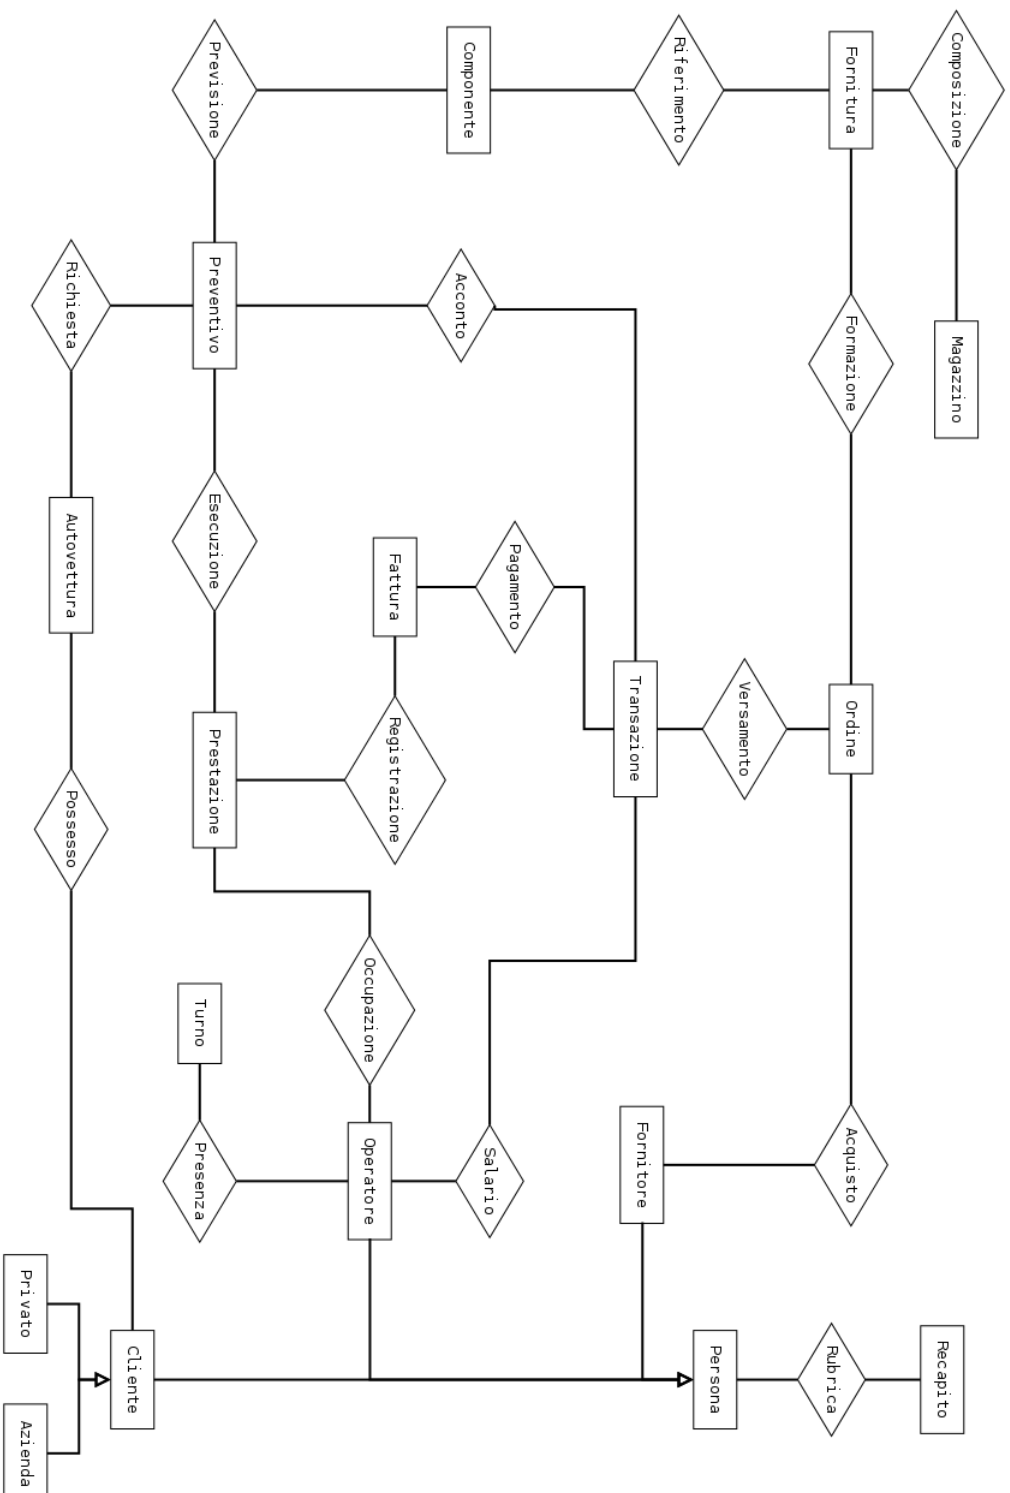 Composizione
Magazzino
Recapito
Fornitura
Formazione
Ordine
Acquisto
Rubrica
Versamento
Persona
Riferimento
Transazione
Fornitore
Pagamento
Salario
Componente
Acconto
Fattura
Registrazione
Occupazione
Operatore
Previsione
Preventivo
Esecuzione
Prestazione
Turno
Presenza
Cliente
Richiesta
Autovettura
Possesso
Privato
Azienda